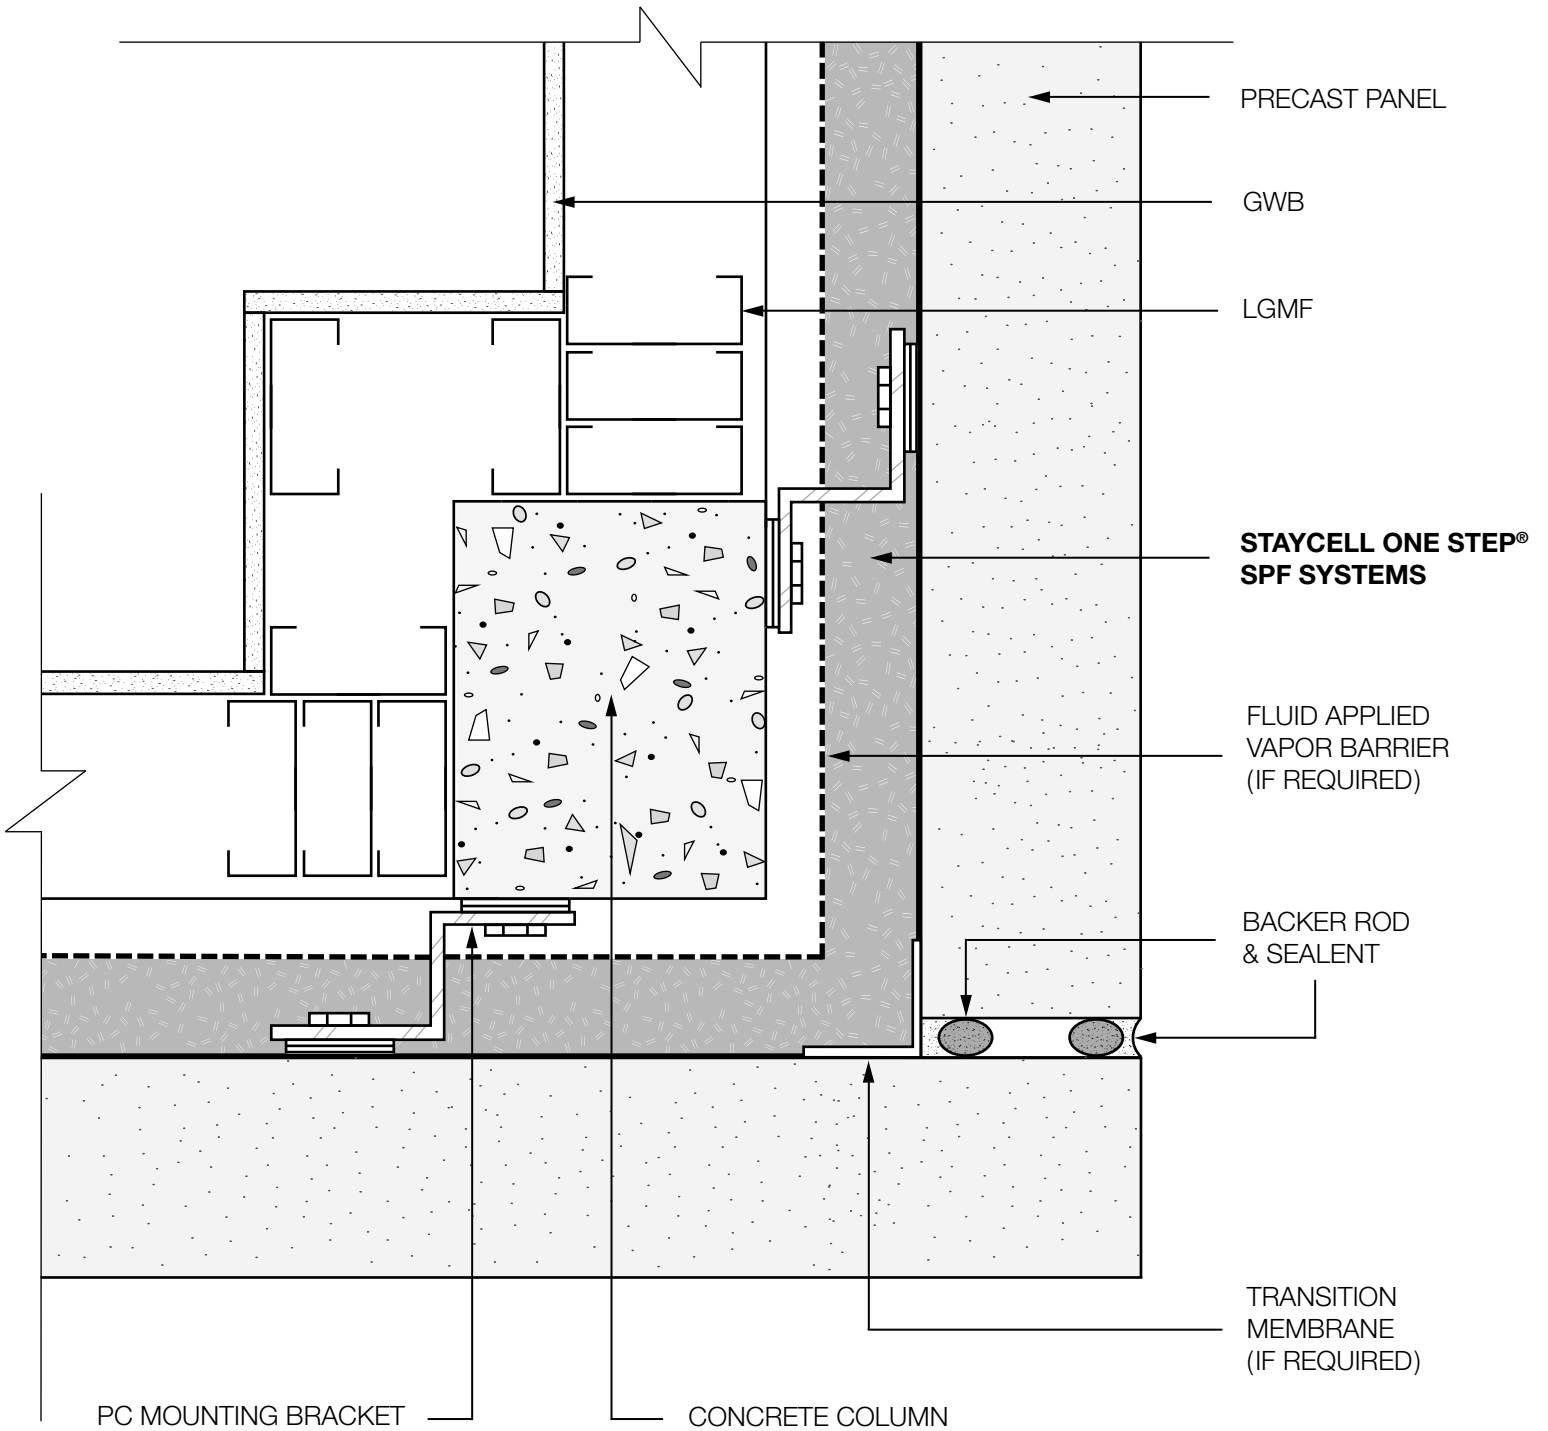 PRECAST PANEL
GWB
LGMF
STAYCELL ONE STEP®
SPF SYSTEMS
FLUID APPLIED
VAPOR BARRIER
(IF REQUIRED)
BACKER ROD
& SEALENT
TRANSITION
MEMBRANE
(IF REQUIRED)
PC MOUNTING BRACKET
CONCRETE COLUMN